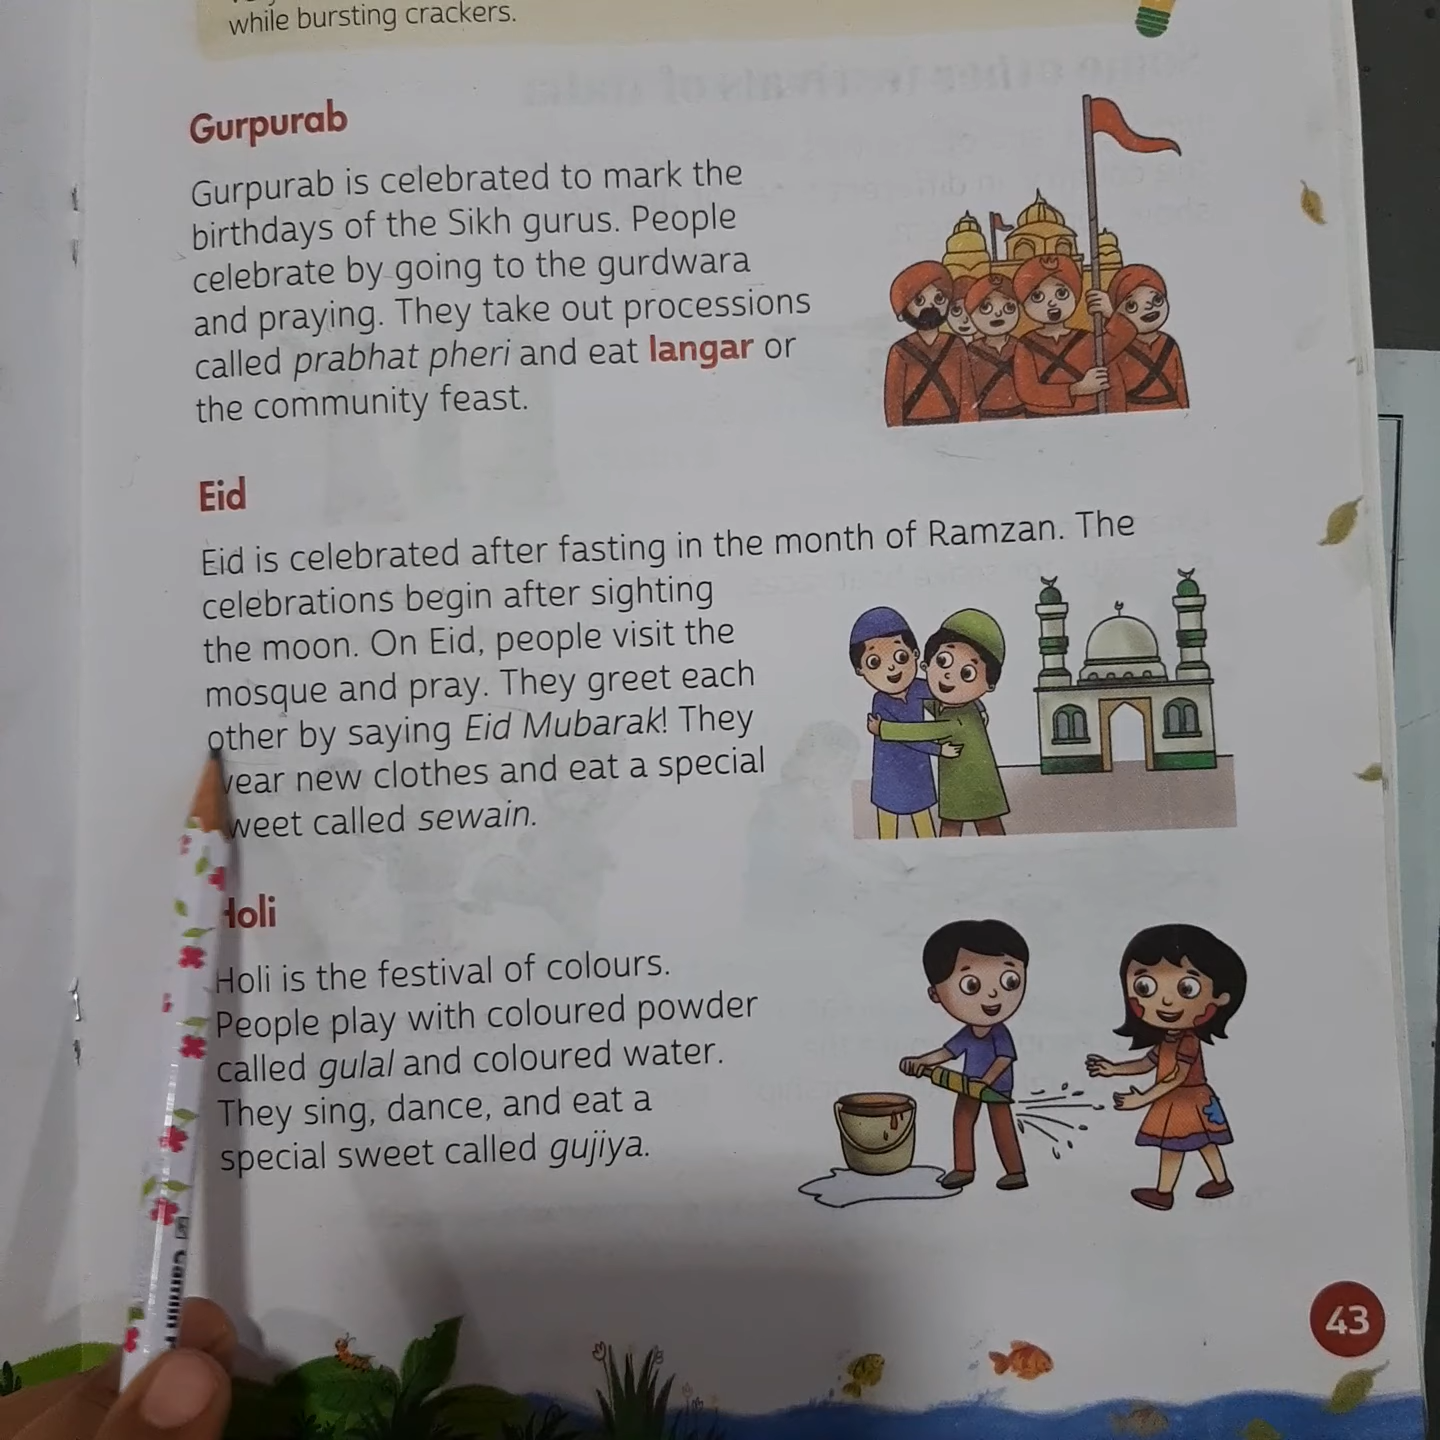 while bursting crackers.
Gurpurab
Gurpurab is celebrated to mark the
birthdays of the Sikh gurus. People
celebrate by going to the gurdwara
and praying. They take out processions
called prabhat pheri and eat langar or
the community feast.
Eid
Eid is celebrated after fasting in the month of Ramzan. The
celebrations begin after sighting
the moon. On Eid, people visit the
mosque and pray. They greet each
other by saying Eid Mubarak! They
wear new clothes and eat a special
sweet called sewain.
Holi
Holi is the festival of colours.
People play with coloured powder
called gulal and coloured water.
They sing, dance, and eat a
special sweet called gujiya.
43